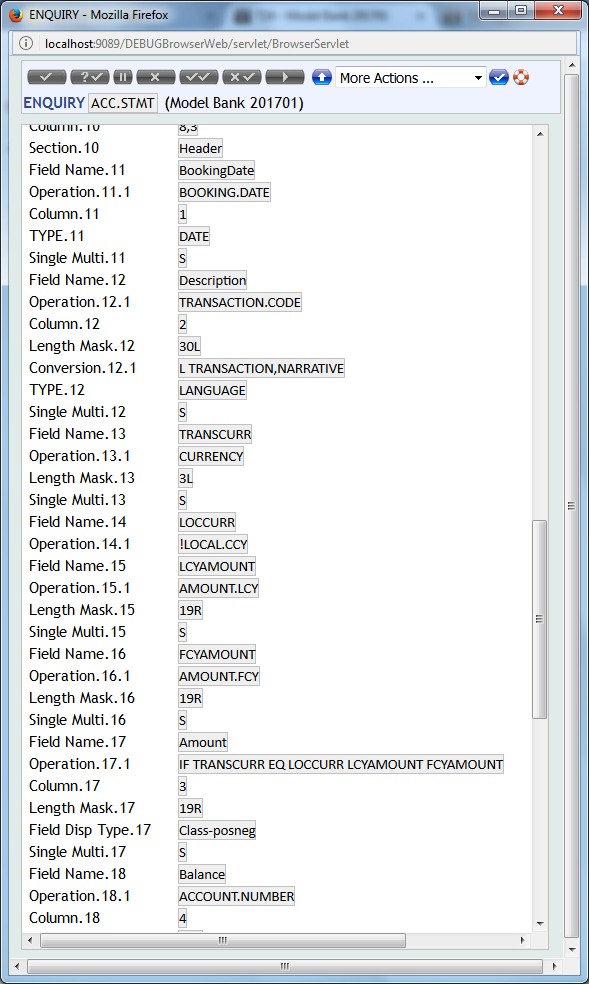 ENQUIRY - Mozilla Firefox
localhost:9089/DEBUGBrowserWeb/servlet/BrowserServlet
More Actions ...
ENQUIRY ACC.STMT (Model Bank 201701)
Column.10 8,3
Section.10 Header
Field Name.11 BookingDate
Operation.11.1 BOOKING.DATE
Column.11 1
TYPE.11 DATE
Single Multi.11 S
Field Name.12 Description
Operation.12.1 TRANSACTION.CODE
Column.12 2
Length Mask.12 30L
Conversion.12.1 L TRANSACTION,NARRATIVE
TYPE.12 LANGUAGE
Single Multi.12 S
Field Name.13 TRANSCURR
Operation.13.1 CURRENCY
Length Mask.13 3L
Single Multi.13 S
Field Name.14 LOCCURR
Operation.14.1 !LOCAL.CCY
Field Name.15 LCYAMOUNT
Operation.15.1 AMOUNT.LCY
Length Mask.15 19R
Single Multi.15 S
Field Name.16 FCYAMOUNT
Operation.16.1 AMOUNT.FCY
Length Mask.16 19R
Single Multi.16 S
Field Name.17 Amount
Operation.17.1 IF TRANSCURR EQ LOCCURR LCYAMOUNT FCYAMOUNT
Column.17 3
Length Mask.17 19R
Field Disp Type.17 Class-posneg
Single Multi.17 S
Field Name.18 Balance
Operation.18.1 ACCOUNT.NUMBER
Column.18 4